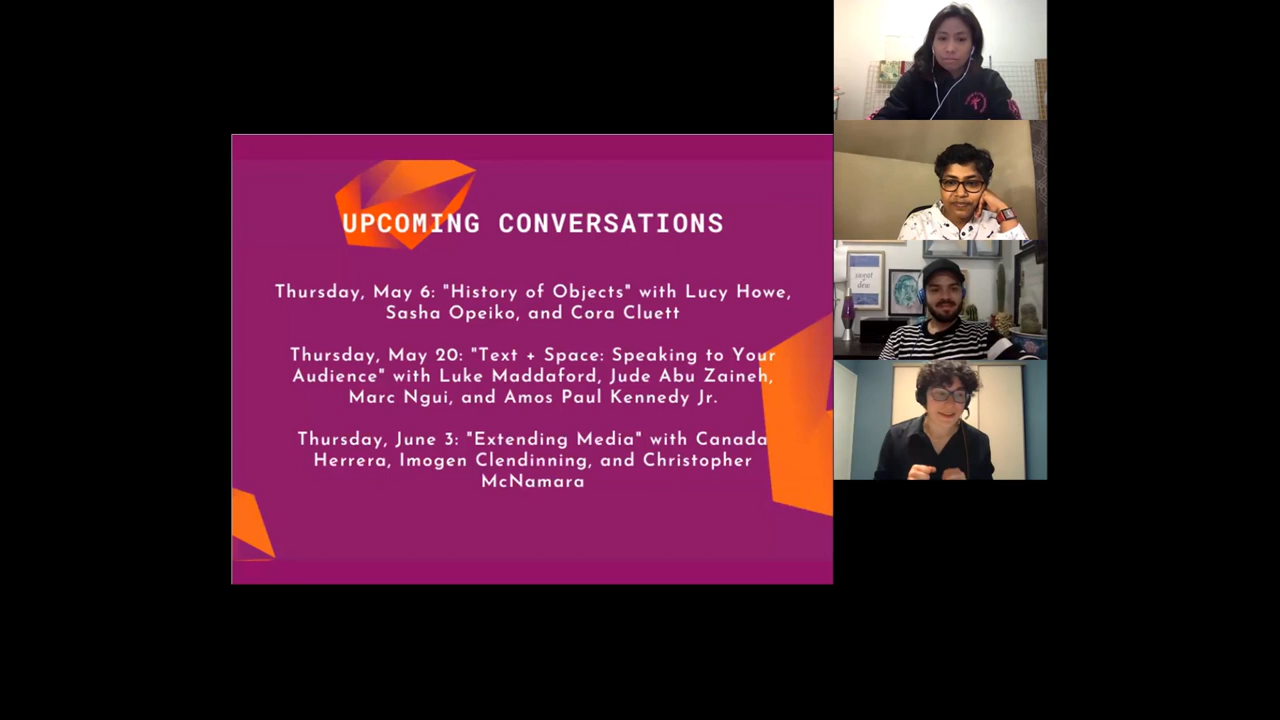 UPCOMING CONVERSATIONS
Thursday, May 6: "History of Objects" with Lucy Howe,
Sasha Opeiko, and Cora Cluett
Thursday, May 20: "Text + Space: Speaking to Your
Audience" with Luke Maddaford, Jude Abu Zaineh,
Marc Ngui, and Amos Paul Kennedy Jr.
Thursday, June 3: "Extending Media" with Canada
Herrera, Imogen Clendinning, and Christopher
McNamara
sweat
dew